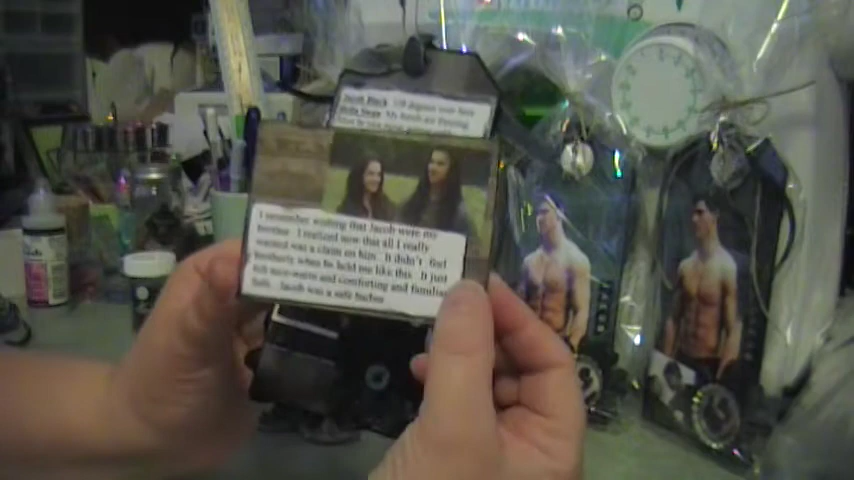 Jacob Black
Bella Swan
I remember wishing that Jacob were my
brother. I realized now that all I really
wanted was a claim on him. It didn't feel
brotherly when he held me like this. It just
felt nice-warm and comforting and familiar.
Safe. Jacob was a safe harbor